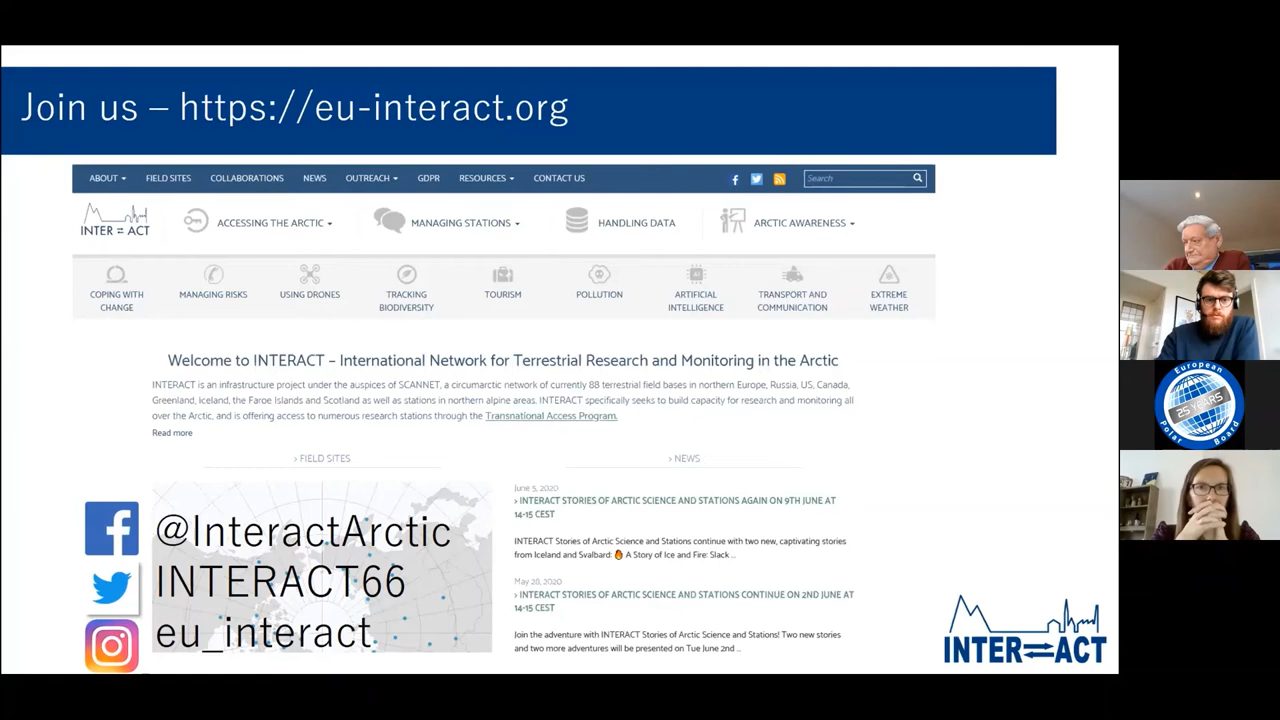 Join us – https://eu-interact.org
ABOUT FIELD SITES COLLABORATIONS NEWS OUTREACH GDPR RESOURCES CONTACT US Search
INTER ACT ACCESSING THE ARCTIC MANAGING STATIONS HANDLING DATA ARCTIC AWARENESS
COPING WITH CHANGE
MANAGING RISKS
USING DRONES
TRACKING BIODIVERSITY
TOURISM
POLLUTION
AI
ARTIFICIAL INTELLIGENCE
TRANSPORT AND COMMUNICATION
EXTREME WEATHER
Welcome to INTERACT – International Network for Terrestrial Research and Monitoring in the Arctic
INTERACT is an infrastructure project under the auspices of SCANNET, a circumarctic network of currently 88 terrestrial field bases in northern Europe, Russia, US, Canada,
Greenland, Iceland, the Faroe Islands and Scotland as well as stations in northern alpine areas. INTERACT specifically seeks to build capacity for research and monitoring all
over the Arctic, and is offering access to numerous research stations through the Transnational Access Program.
Read more
> FIELD SITES
@InteractArctic
INTERACT66
eu_interact
> NEWS
June 5, 2020
> INTERACT STORIES OF ARCTIC SCIENCE AND STATIONS AGAIN ON 9TH JUNE AT
14-15 CEST
INTERACT Stories of Arctic Science and Stations continue with two new, captivating stories
from Iceland and Svalbard: 🔥 A Story of Ice and Fire: Slack ...
May 28, 2020
> INTERACT STORIES OF ARCTIC SCIENCE AND STATIONS CONTINUE ON 2ND JUNE AT
14-15 CEST
Join the adventure with INTERACT Stories of Arctic Science and Stations! Two new stories
and two more adventures will be presented on Tue June 2nd ...
INTER ACT
European
25 YEARS
Polar Board